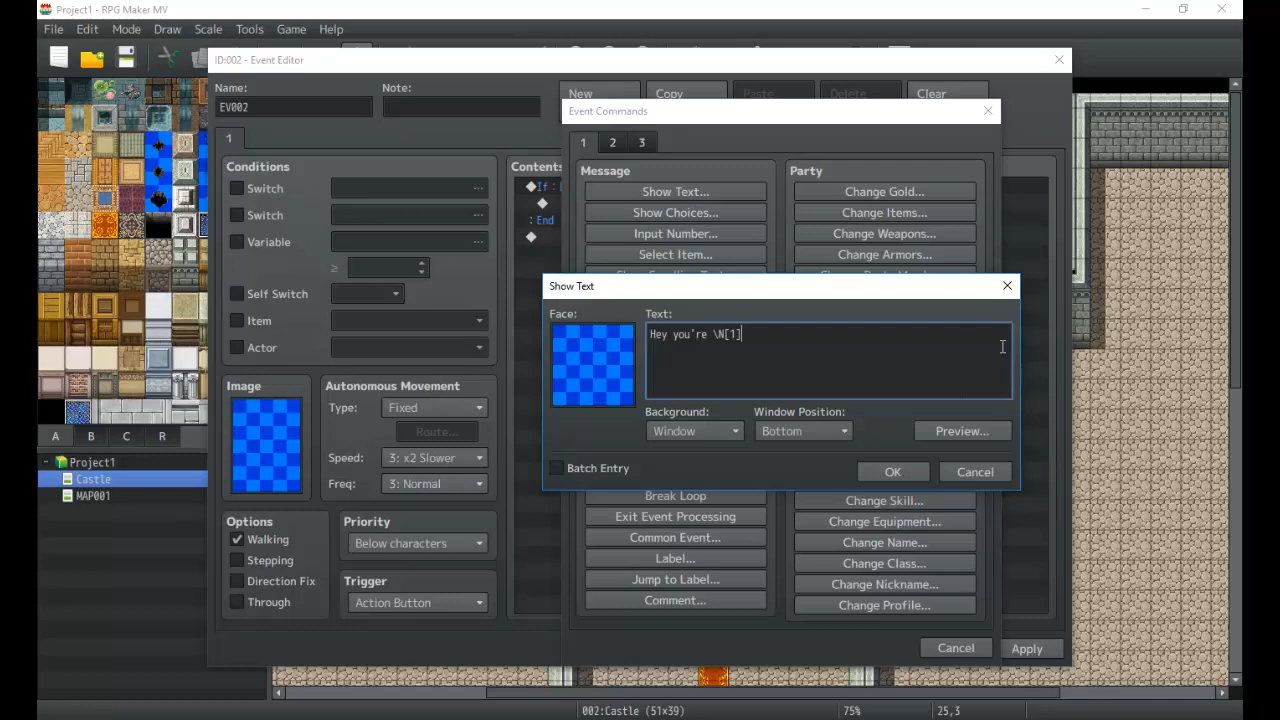 Project1 - RPG Maker MV
File Edit Mode Draw Scale Tools Game Help
ID:002 - Event Editor
Name: Note:
EV002
New Copy Paste Delete Clear
Event Commands
1
1 2 3
Conditions
Switch ...
Switch ...
Variable ...
≥
Self Switch
Item
Actor
Contents
◆If :
◆
: End
◆
Message Party
Show Text... Change Gold...
Show Choices... Change Items...
Input Number... Change Weapons...
Select Item... Change Armors...
Show Text
Face: Text:
Hey you're \N[1]
Background: Window Position:
Window Bottom Preview...
Batch Entry OK Cancel
Image Autonomous Movement
Type: Fixed
Route...
Speed: 3: x2 Slower
Freq: 3: Normal
A B C R
Project1
Castle
MAP001
Options Priority
Walking
Stepping Below characters
Direction Fix Trigger
Through Action Button
Break Loop Change Skill...
Exit Event Processing Change Equipment...
Common Event... Change Name...
Label... Change Class...
Jump to Label... Change Nickname...
Comment... Change Profile...
Cancel Apply
002:Castle (51x39) 75% 25,3